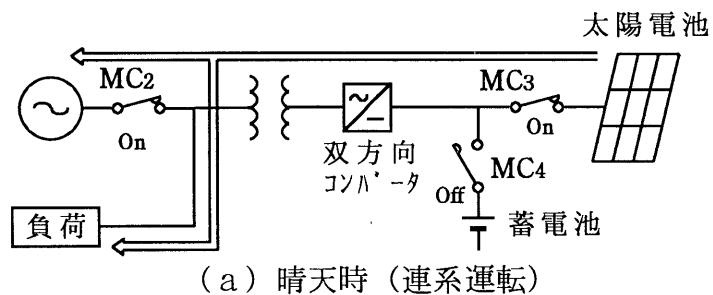 太陽電池
MC2
MC3
On
On
双方向
コンバータ
MC4
Off
負荷
蓄電池
(a) 晴天時 (連系運転)